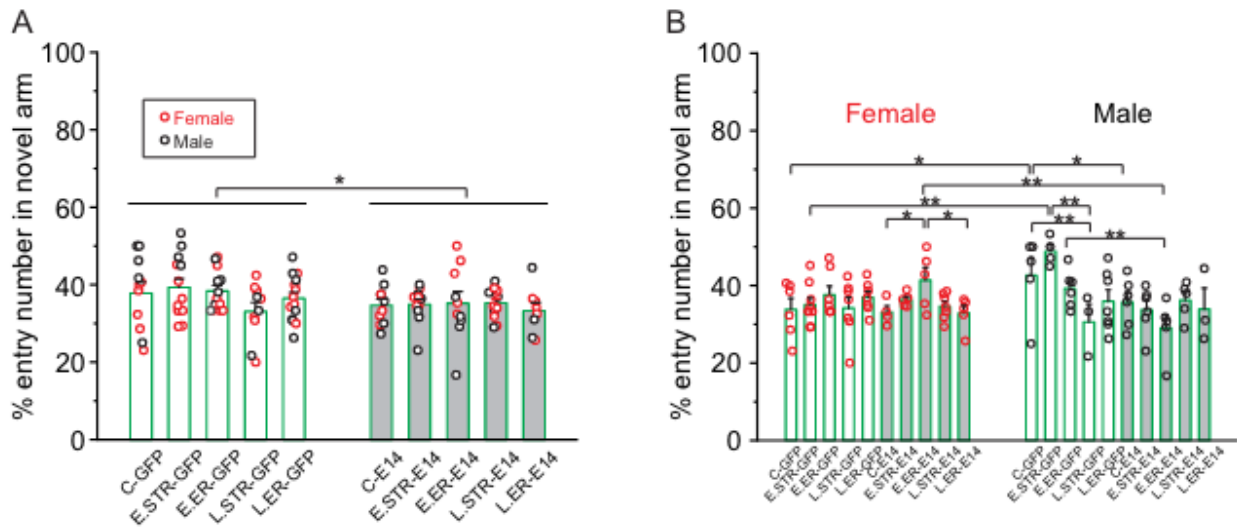 A
% entry number in novel arm
100
80
60
40
20
0
Female
Male
*
C-GFP
E.STR-GFP
E.ER-GFP
L.STR-GFP
L.ER-GFP
C-E14
E.STR-E14
E.ER-E14
L.STR-E14
L.ER-E14
B
% entry number in novel arm
100
80
60
40
20
0
Female
Male
*
*
**
**
**
*
*
**
**
C-GFP
E.STR-GFP
E.ER-GFP
L.STR-GFP
L.ER-GFP
C-E14
E.STR-E14
E.ER-E14
L.STR-E14
L.ER-E14
C-GFP
E.STR-GFP
E.ER-GFP
L.STR-GFP
L.ER-GFP
C-E14
E.STR-E14
E.ER-E14
L.STR-E14
L.ER-E14